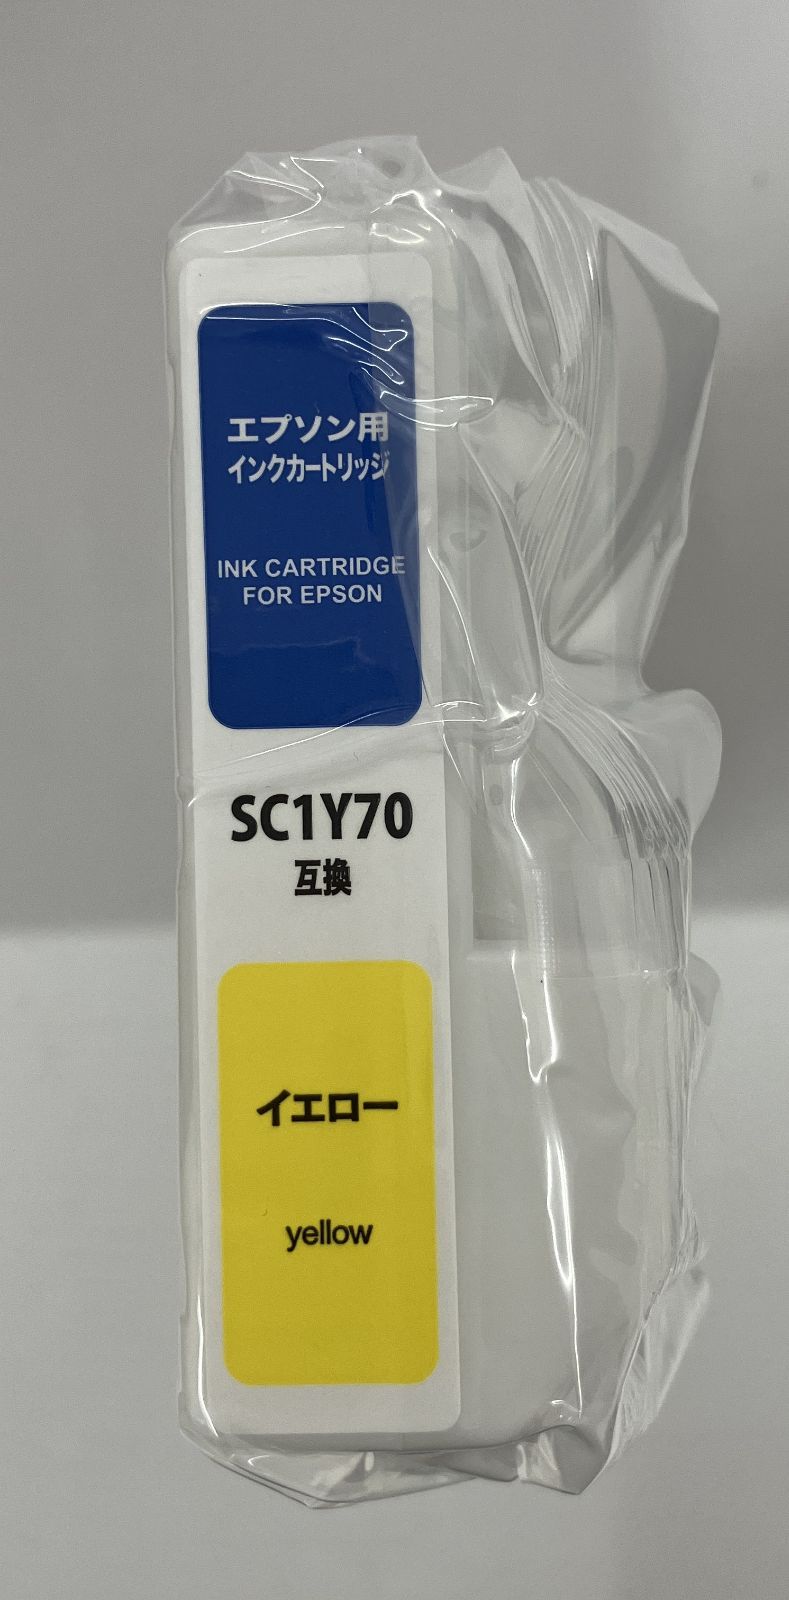 エプソン用
インクカートリッジ
INK CARTRIDGE
FOR EPSON
SC1Y70
互換
イエロー
yellow